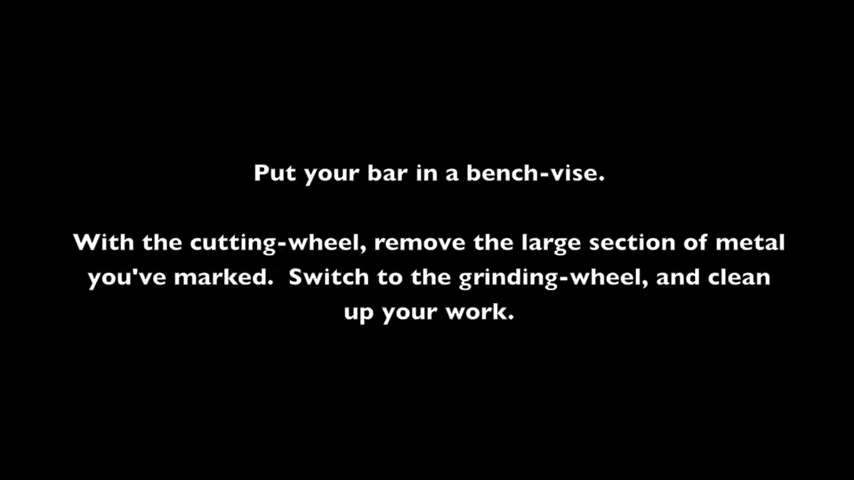 Put your bar in a bench-vise.
With the cutting-wheel, remove the large section of metal
you've marked.  Switch to the grinding-wheel, and clean
up your work.